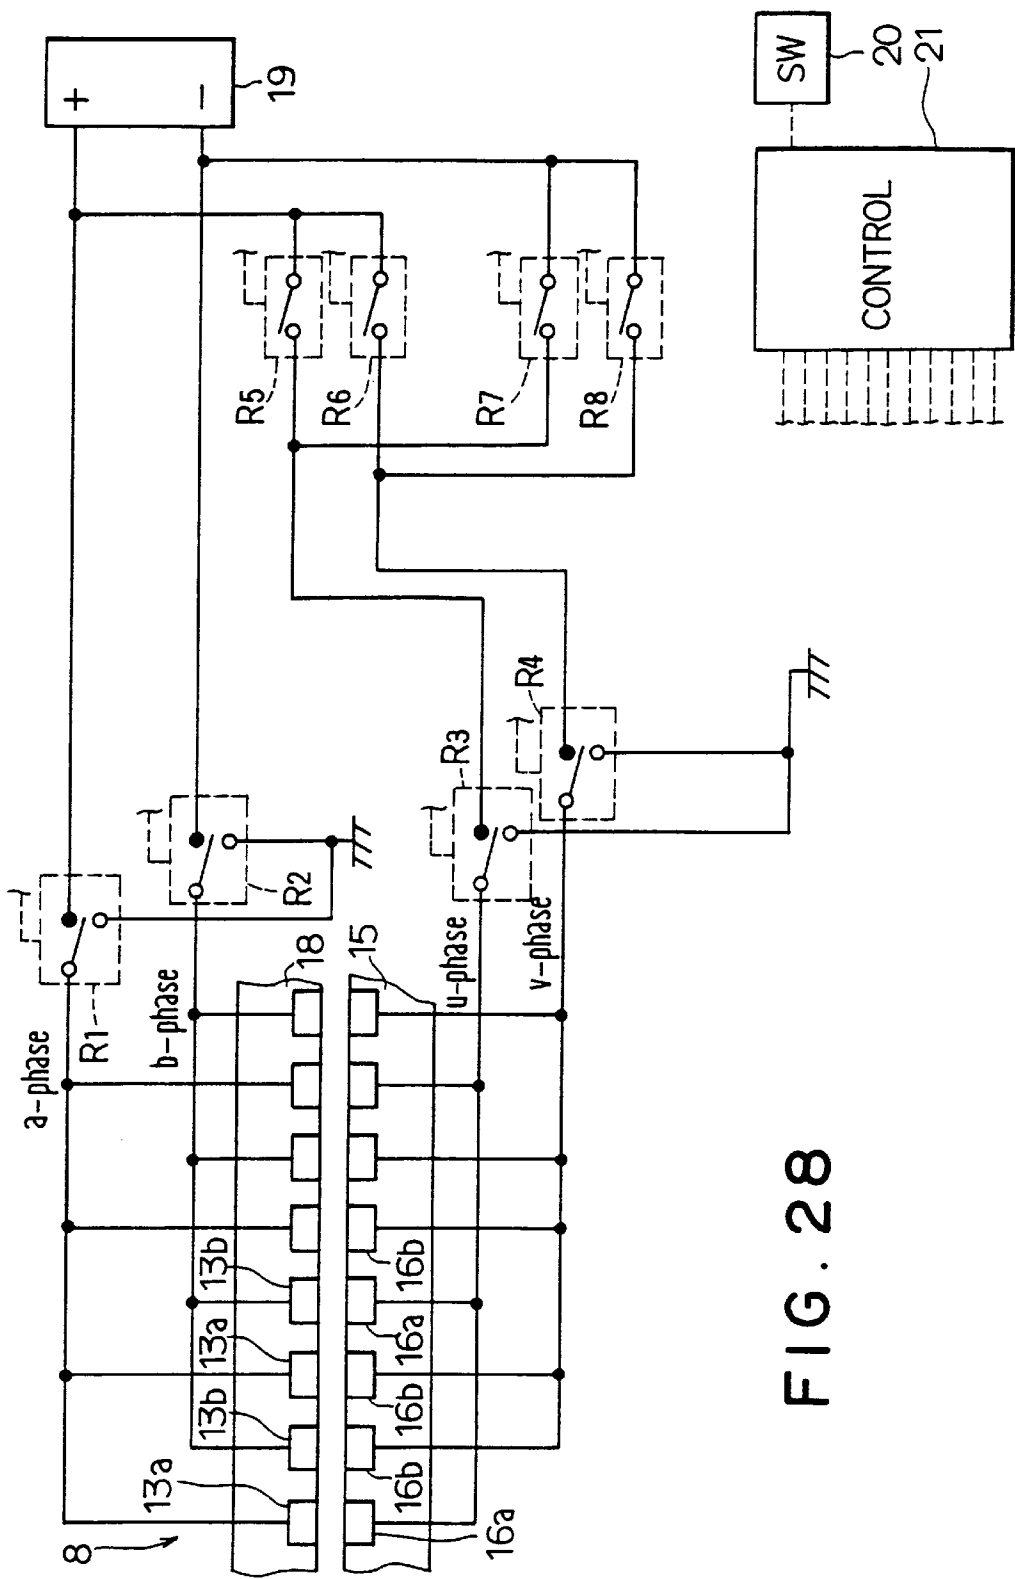 8
13a
13b
13a
13b
18
15
16a
16b
16b
16a
16b
a-phase
b-phase
u-phase
v-phase
R1
R2
R3
R4
R5
R6
R7
R8
+
−
19
SW
20
21
CONTROL
FIG. 28